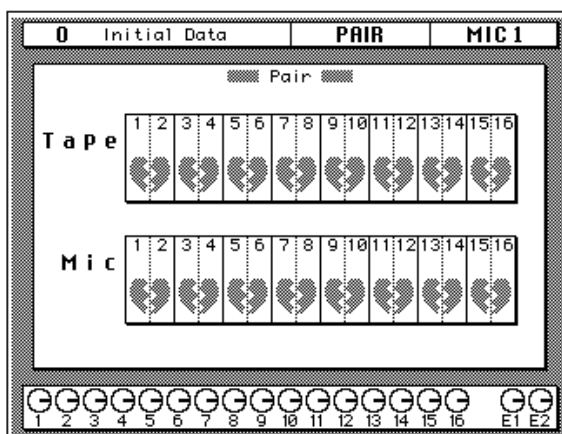 0 Initial Data PAIR MIC 1
Pair
1 2 3 4 5 6 7 8 9 10 11 12 13 14 15 16
Tape
1 2 3 4 5 6 7 8 9 10 11 12 13 14 15 16
Mic
1 2 3 4 5 6 7 8 9 10 11 12 13 14 15 16 E1 E2